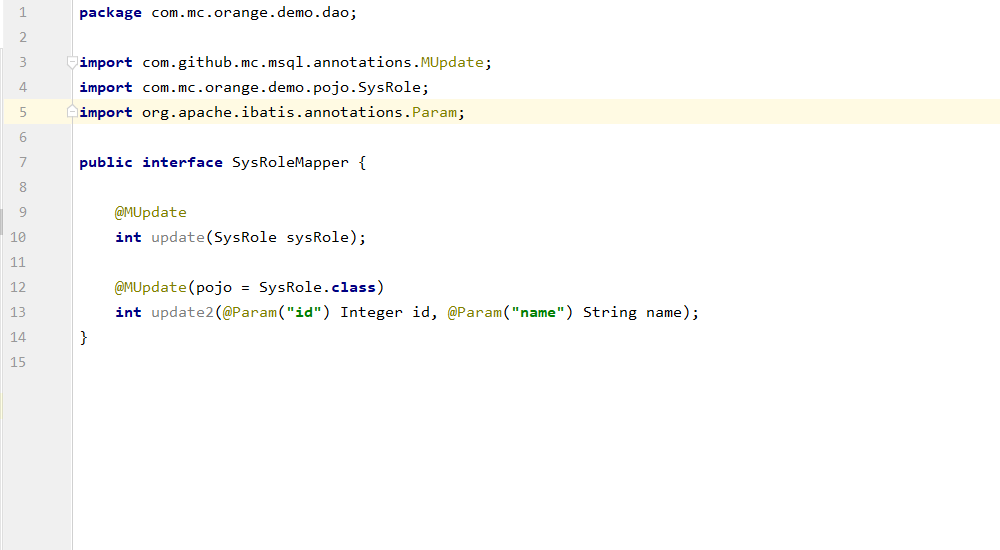 1 package com.mc.orange.demo.dao;
2
3 import com.github.mc.msql.annotations.MUpdate;
4 import com.mc.orange.demo.pojo.SysRole;
5 import org.apache.ibatis.annotations.Param;
6
7 public interface SysRoleMapper {
8
9     @MUpdate
10     int update(SysRole sysRole);
11
12     @MUpdate(pojo = SysRole.class)
13     int update2(@Param("id") Integer id, @Param("name") String name);
14 }
15